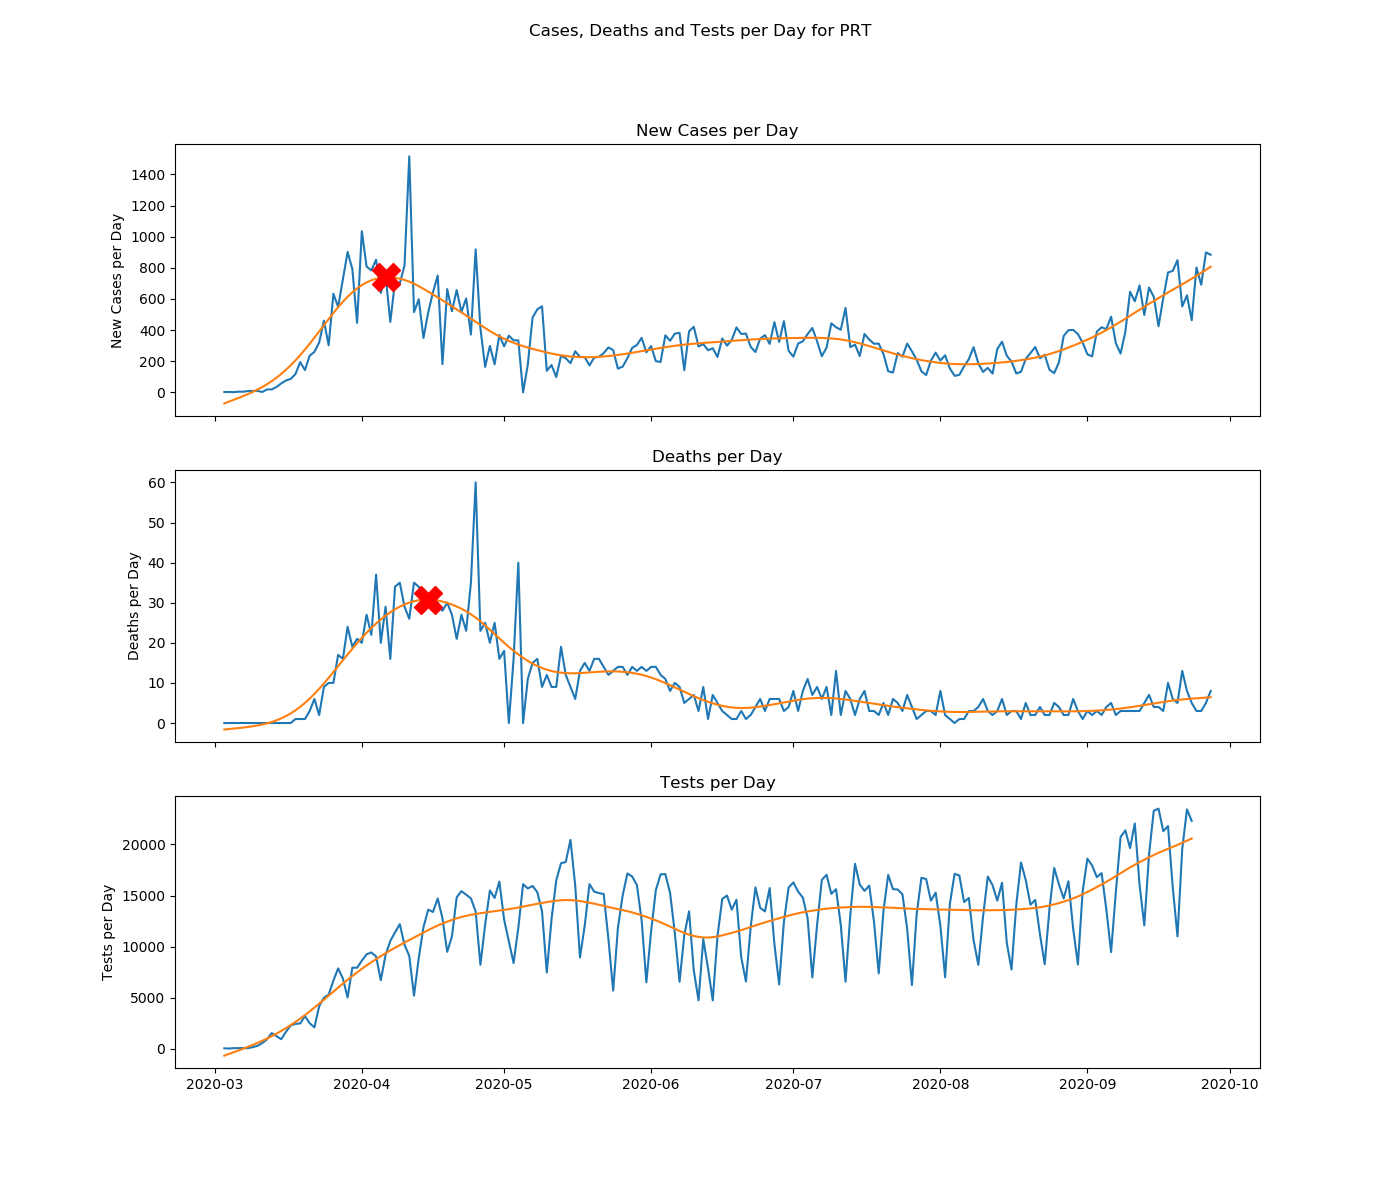 Cases, Deaths and Tests per Day for PRT
New Cases per Day
New Cases per Day
1400
1200
1000
800
600
400
200
0
Deaths per Day
Deaths per Day
60
50
40
30
20
10
0
Tests per Day
Tests per Day
20000
15000
10000
5000
0
2020-03 2020-04 2020-05 2020-06 2020-07 2020-08 2020-09 2020-10